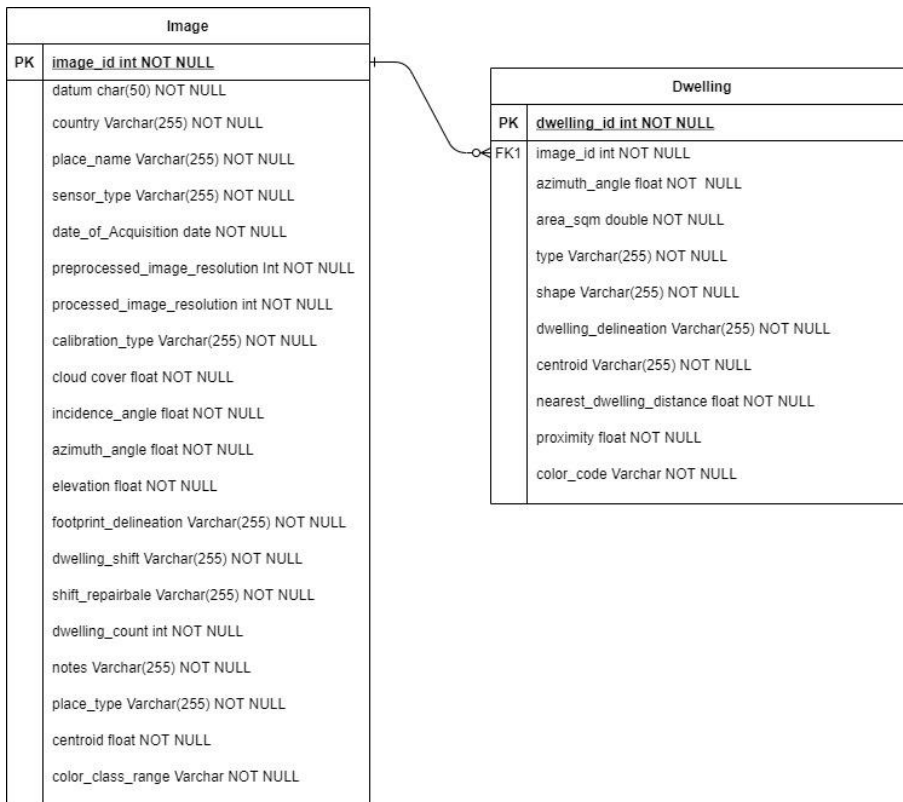 Image
PK image_id int NOT NULL
datum char(50) NOT NULL
country Varchar(255) NOT NULL
place_name Varchar(255) NOT NULL
sensor_type Varchar(255) NOT NULL
date_of_Acquisition date NOT NULL
preprocessed_image_resolution Int NOT NULL
processed_image_resolution int NOT NULL
calibration_type Varchar(255) NOT NULL
cloud cover float NOT NULL
incidence_angle float NOT NULL
azimuth_angle float NOT NULL
elevation float NOT NULL
footprint_delineation Varchar(255) NOT NULL
dwelling_shift Varchar(255) NOT NULL
shift_repairbale Varchar(255) NOT NULL
dwelling_count int NOT NULL
notes Varchar(255) NOT NULL
place_type Varchar(255) NOT NULL
centroid float NOT NULL
color_class_range Varchar NOT NULL
Dwelling
PK dwelling_id int NOT NULL
FK1 image_id int NOT NULL
azimuth_angle float NOT NULL
area_sqm double NOT NULL
type Varchar(255) NOT NULL
shape Varchar(255) NOT NULL
dwelling_delineation Varchar(255) NOT NULL
centroid Varchar(255) NOT NULL
nearest_dwelling_distance float NOT NULL
proximity float NOT NULL
color_code Varchar NOT NULL